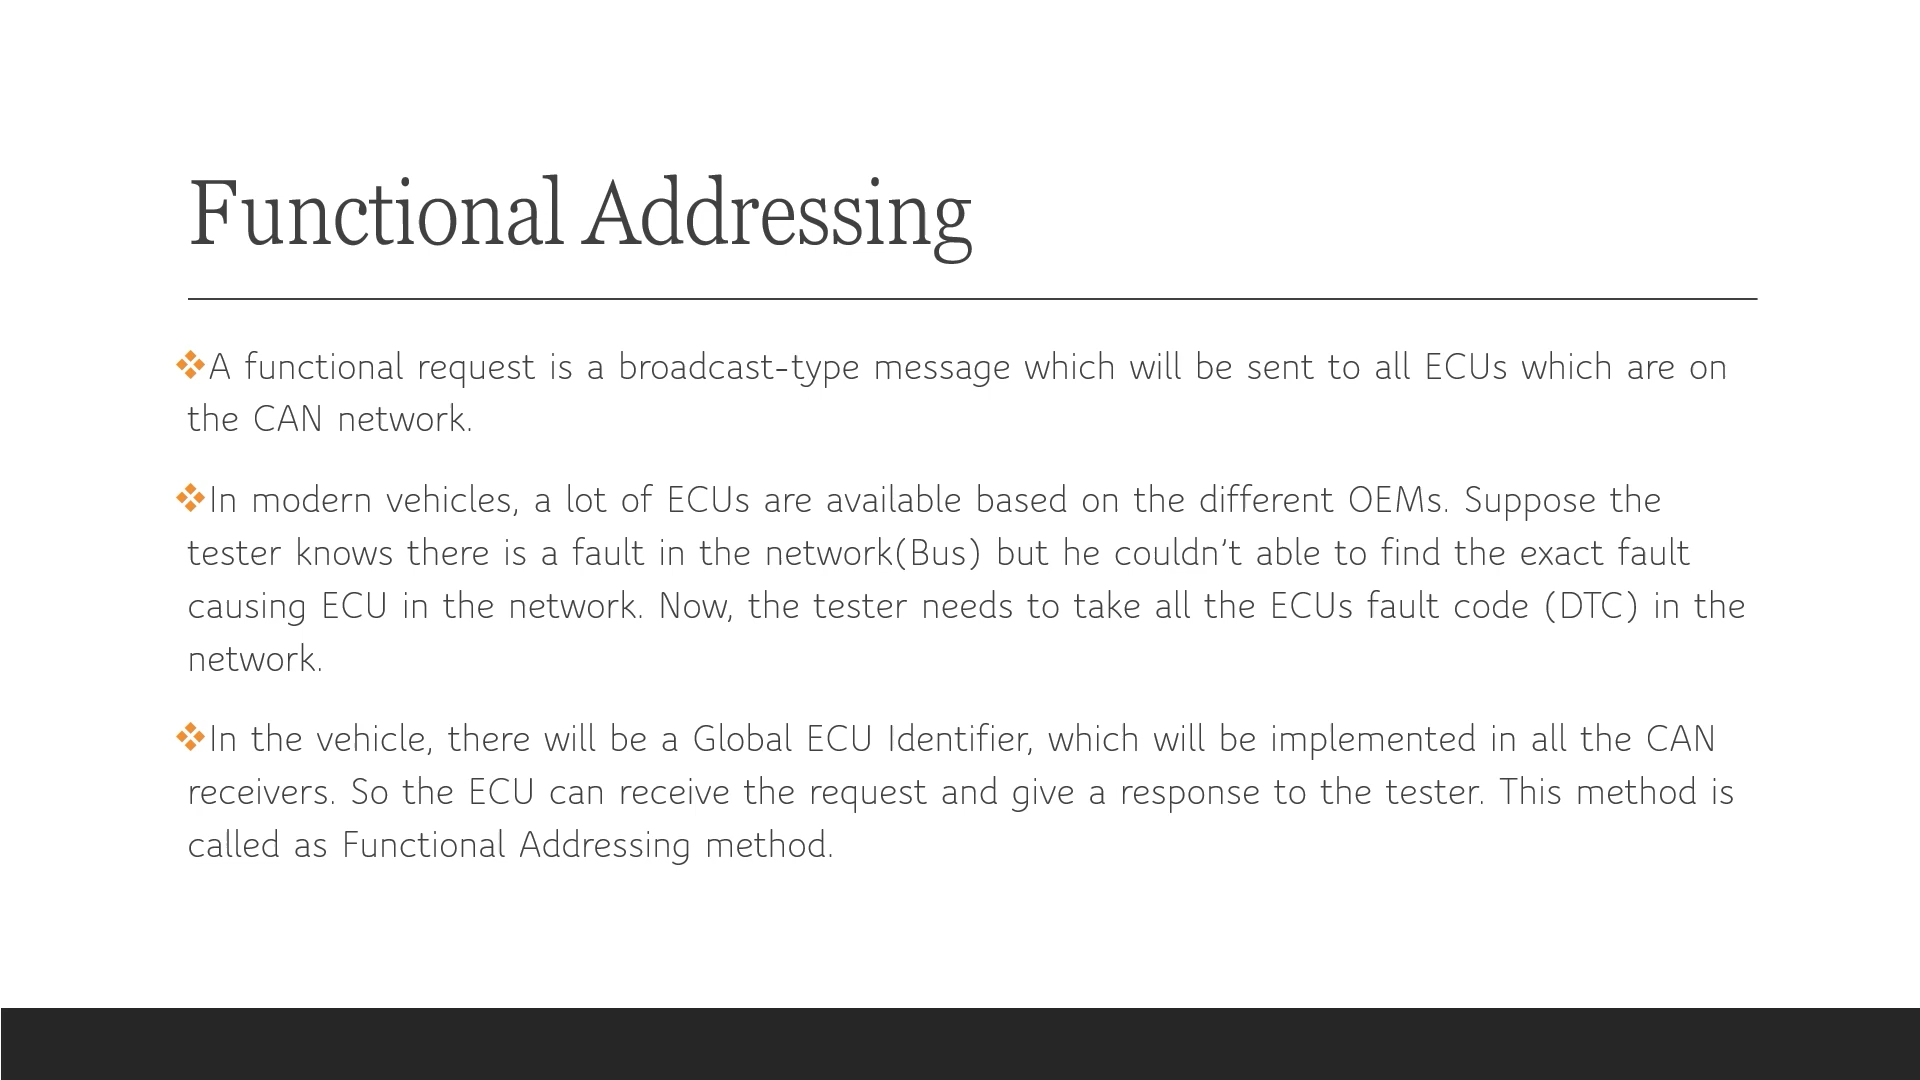 Functional Addressing
❖A functional request is a broadcast-type message which will be sent to all ECUs which are on
the CAN network.
❖In modern vehicles, a lot of ECUs are available based on the different OEMs. Suppose the
tester knows there is a fault in the network(Bus) but he couldn’t able to find the exact fault
causing ECU in the network. Now, the tester needs to take all the ECUs fault code (DTC) in the
network.
❖In the vehicle, there will be a Global ECU Identifier, which will be implemented in all the CAN
receivers. So the ECU can receive the request and give a response to the tester. This method is
called as Functional Addressing method.